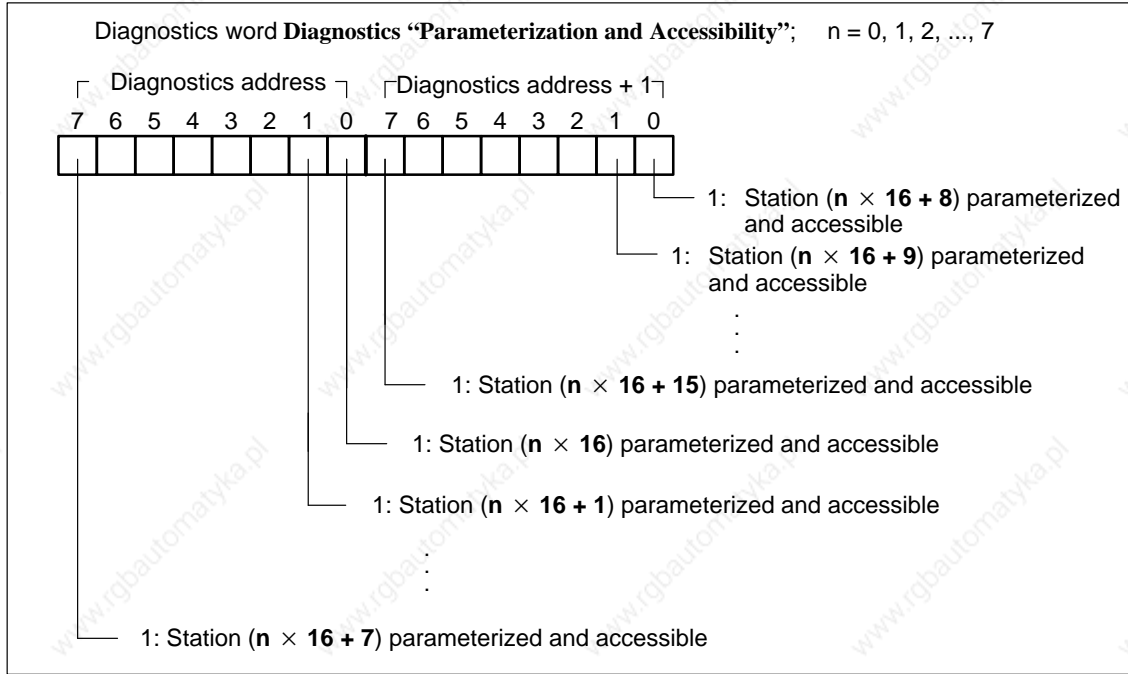 Diagnostics word Diagnostics “Parameterization and Accessibility”; n = 0, 1, 2, ..., 7
Diagnostics address Diagnostics address + 1
7 6 5 4 3 2 1 0 7 6 5 4 3 2 1 0
1: Station (n × 16 + 8) parameterized
and accessible
1: Station (n × 16 + 9) parameterized
and accessible
.
.
.
1: Station (n × 16 + 15) parameterized and accessible
1: Station (n × 16) parameterized and accessible
1: Station (n × 16 + 1) parameterized and accessible
.
.
.
1: Station (n × 16 + 7) parameterized and accessible
www.rgbautomatyka.pl